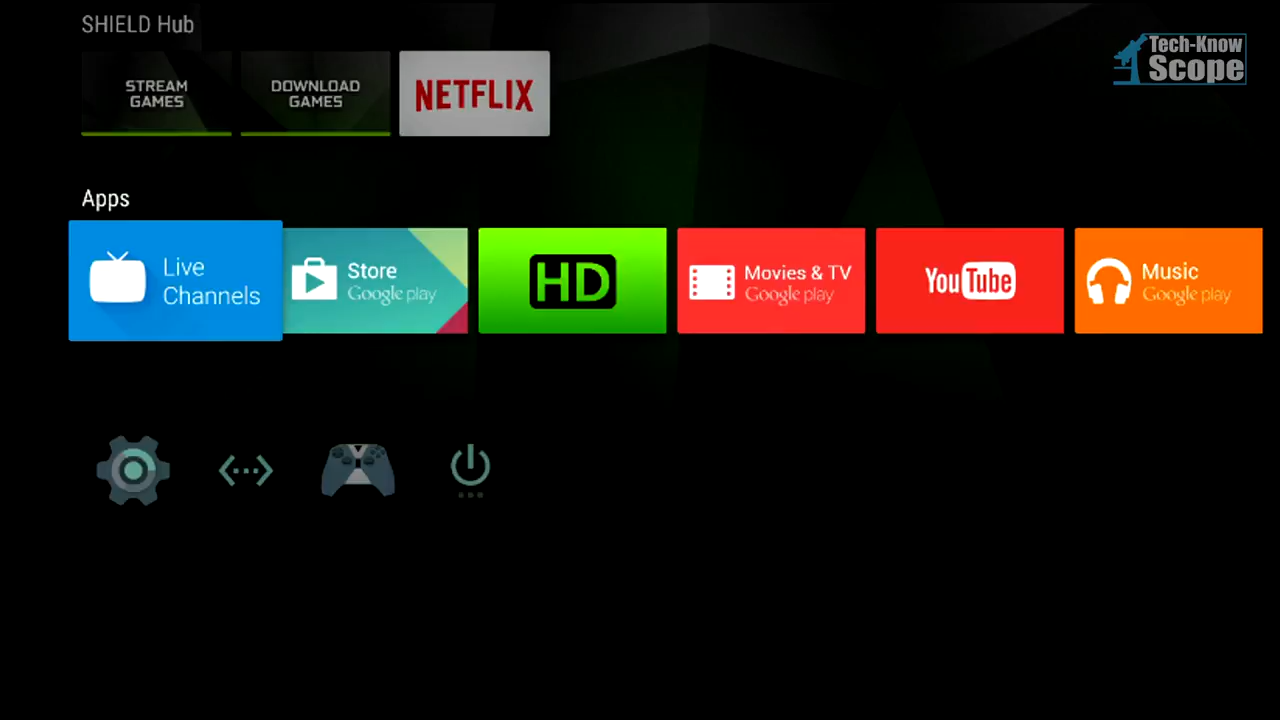 SHIELD Hub
Tech-Know
Scope
STREAM
GAMES
DOWNLOAD
GAMES
NETFLIX
Apps
Live
Channels
Store
Google play
HD
Movies & TV
Google play
YouTube
Music
Google play